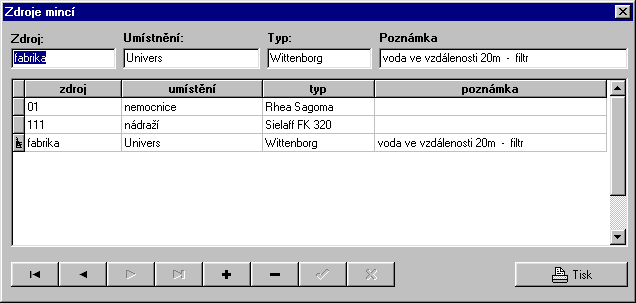 Zdroje mincí
Zdroj: Umístnění: Typ: Poznámka
fabrika Univers Wittenborg voda ve vzdálenosti 20m - filtr
zdroj umístění typ poznámka
01 nemocnice Rhea Sagoma
111 nádraží Sielaff FK 320
fabrika Univers Wittenborg voda ve vzdálenosti 20m - filtr
Tisk